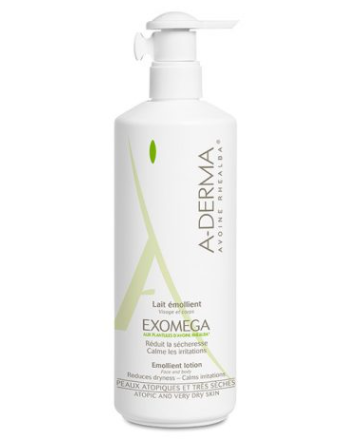 A-DERMA
AVOINE RHEALBA®
Lait émollient
Visage et corps
EXOMEGA
Réduit la sécheresse
Calme les irritations
Emollient lotion
Face and body
Reduces dryness – Calms irritations
PEAUX ATOPIQUES ET TRÈS SÈCHES
ATOPIC AND VERY DRY SKIN